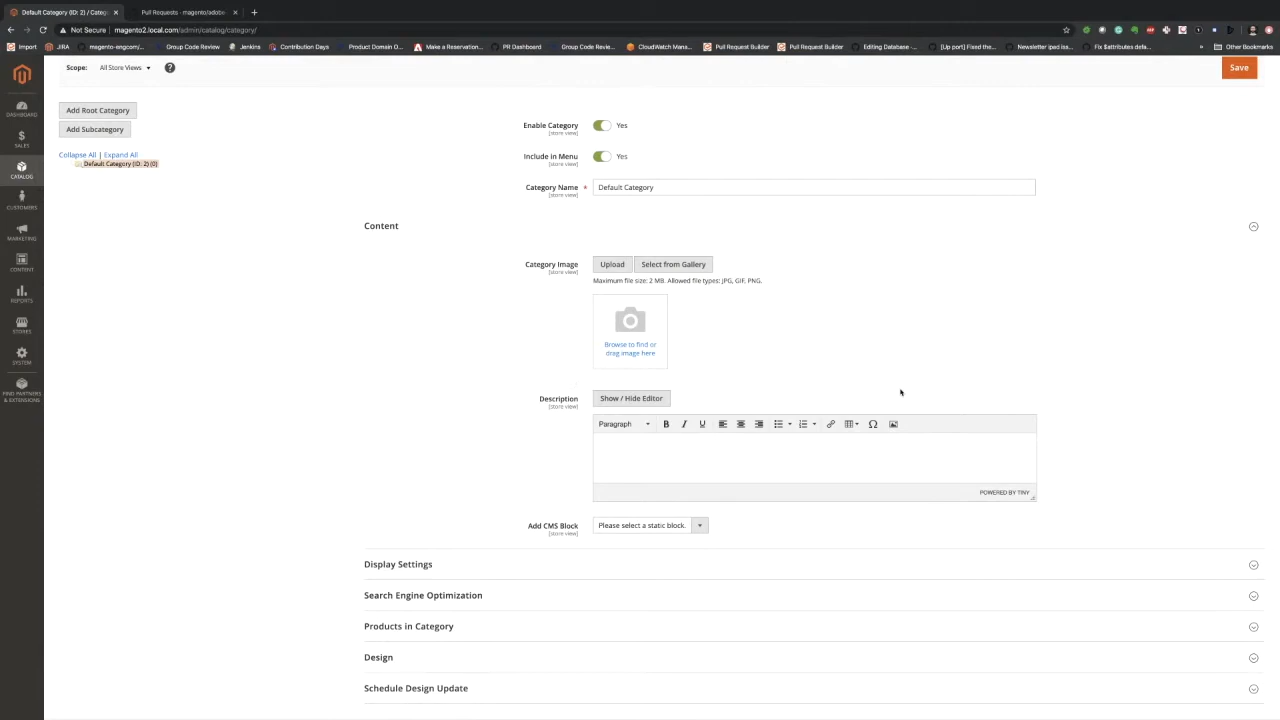 Default Category (ID: 2) / Catego
Pull Requests · magento/adobe-
Not Secure | magento2.local.com/admin/catalog/category/
Import
JIRA
magento-engcom/...
Group Code Review
Jenkins
Contribution Days
Product Domain O...
Make a Reservation...
PR Dashboard
Group Code Revie...
CloudWatch Mana...
Pull Request Builder
Pull Request Builder
Editing Database-...
[Up port] Fixed the...
Newsletter ipad iss...
Fix $attributes defa...
»
Other Bookmarks
Scope: All Store Views
Save
DASHBOARD
SALES
CATALOG
CUSTOMERS
MARKETING
CONTENT
REPORTS
STORES
SYSTEM
FIND PARTNERS
& EXTENSIONS
Add Root Category
Add Subcategory
Collapse All | Expand All
Default Category (ID: 2) (0)
Enable Category Yes
[store view]
Include in Menu Yes
[store view]
Category Name * Default Category
[store view]
Content
Category Image Upload Select from Gallery
[store view]
Maximum file size: 2 MB. Allowed file types: JPG, GIF, PNG.
Browse to find or
drag image here
Description Show / Hide Editor
[store view]
Paragraph B I U Ω
POWERED BY TINY
Add CMS Block Please select a static block.
[store view]
Display Settings
Search Engine Optimization
Products in Category
Design
Schedule Design Update